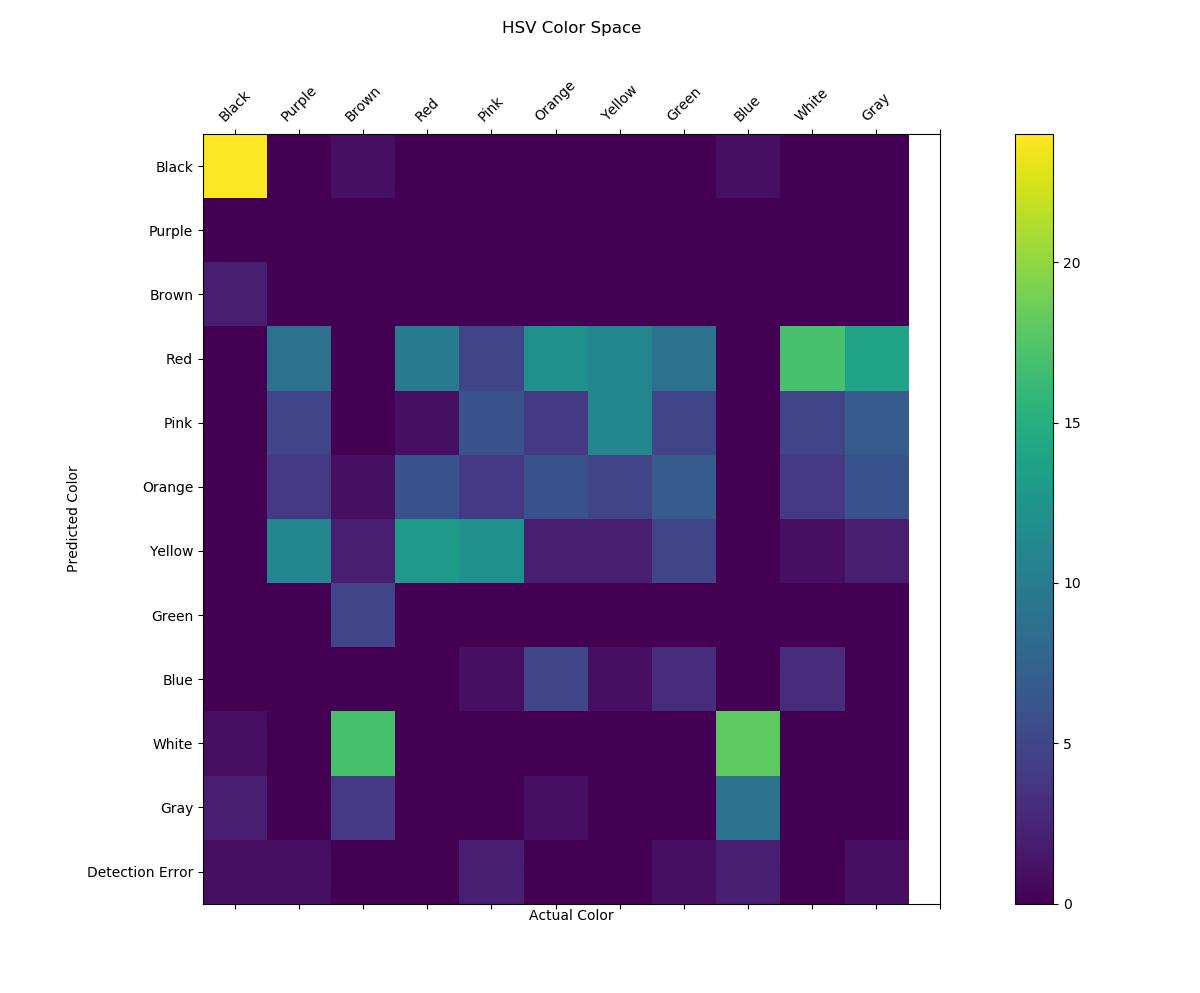 HSV Color Space
Black Purple Brown Red Pink Orange Yellow Green Blue White Gray
Black
Purple
Brown
Red
Pink
Orange
Yellow
Green
Blue
White
Gray
Detection Error
Predicted Color
Actual Color
20
15
10
5
0